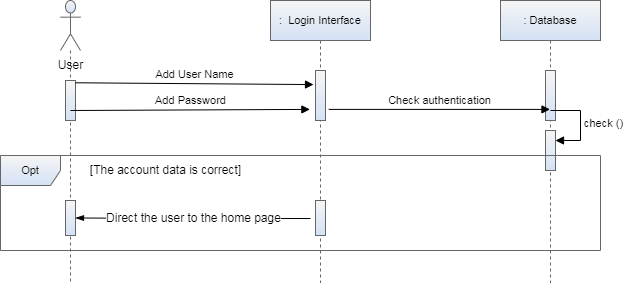 : Login Interface
: Database
User
Add User Name
Add Password
Check authentication
check ()
Opt
[The account data is correct]
Direct the user to the home page